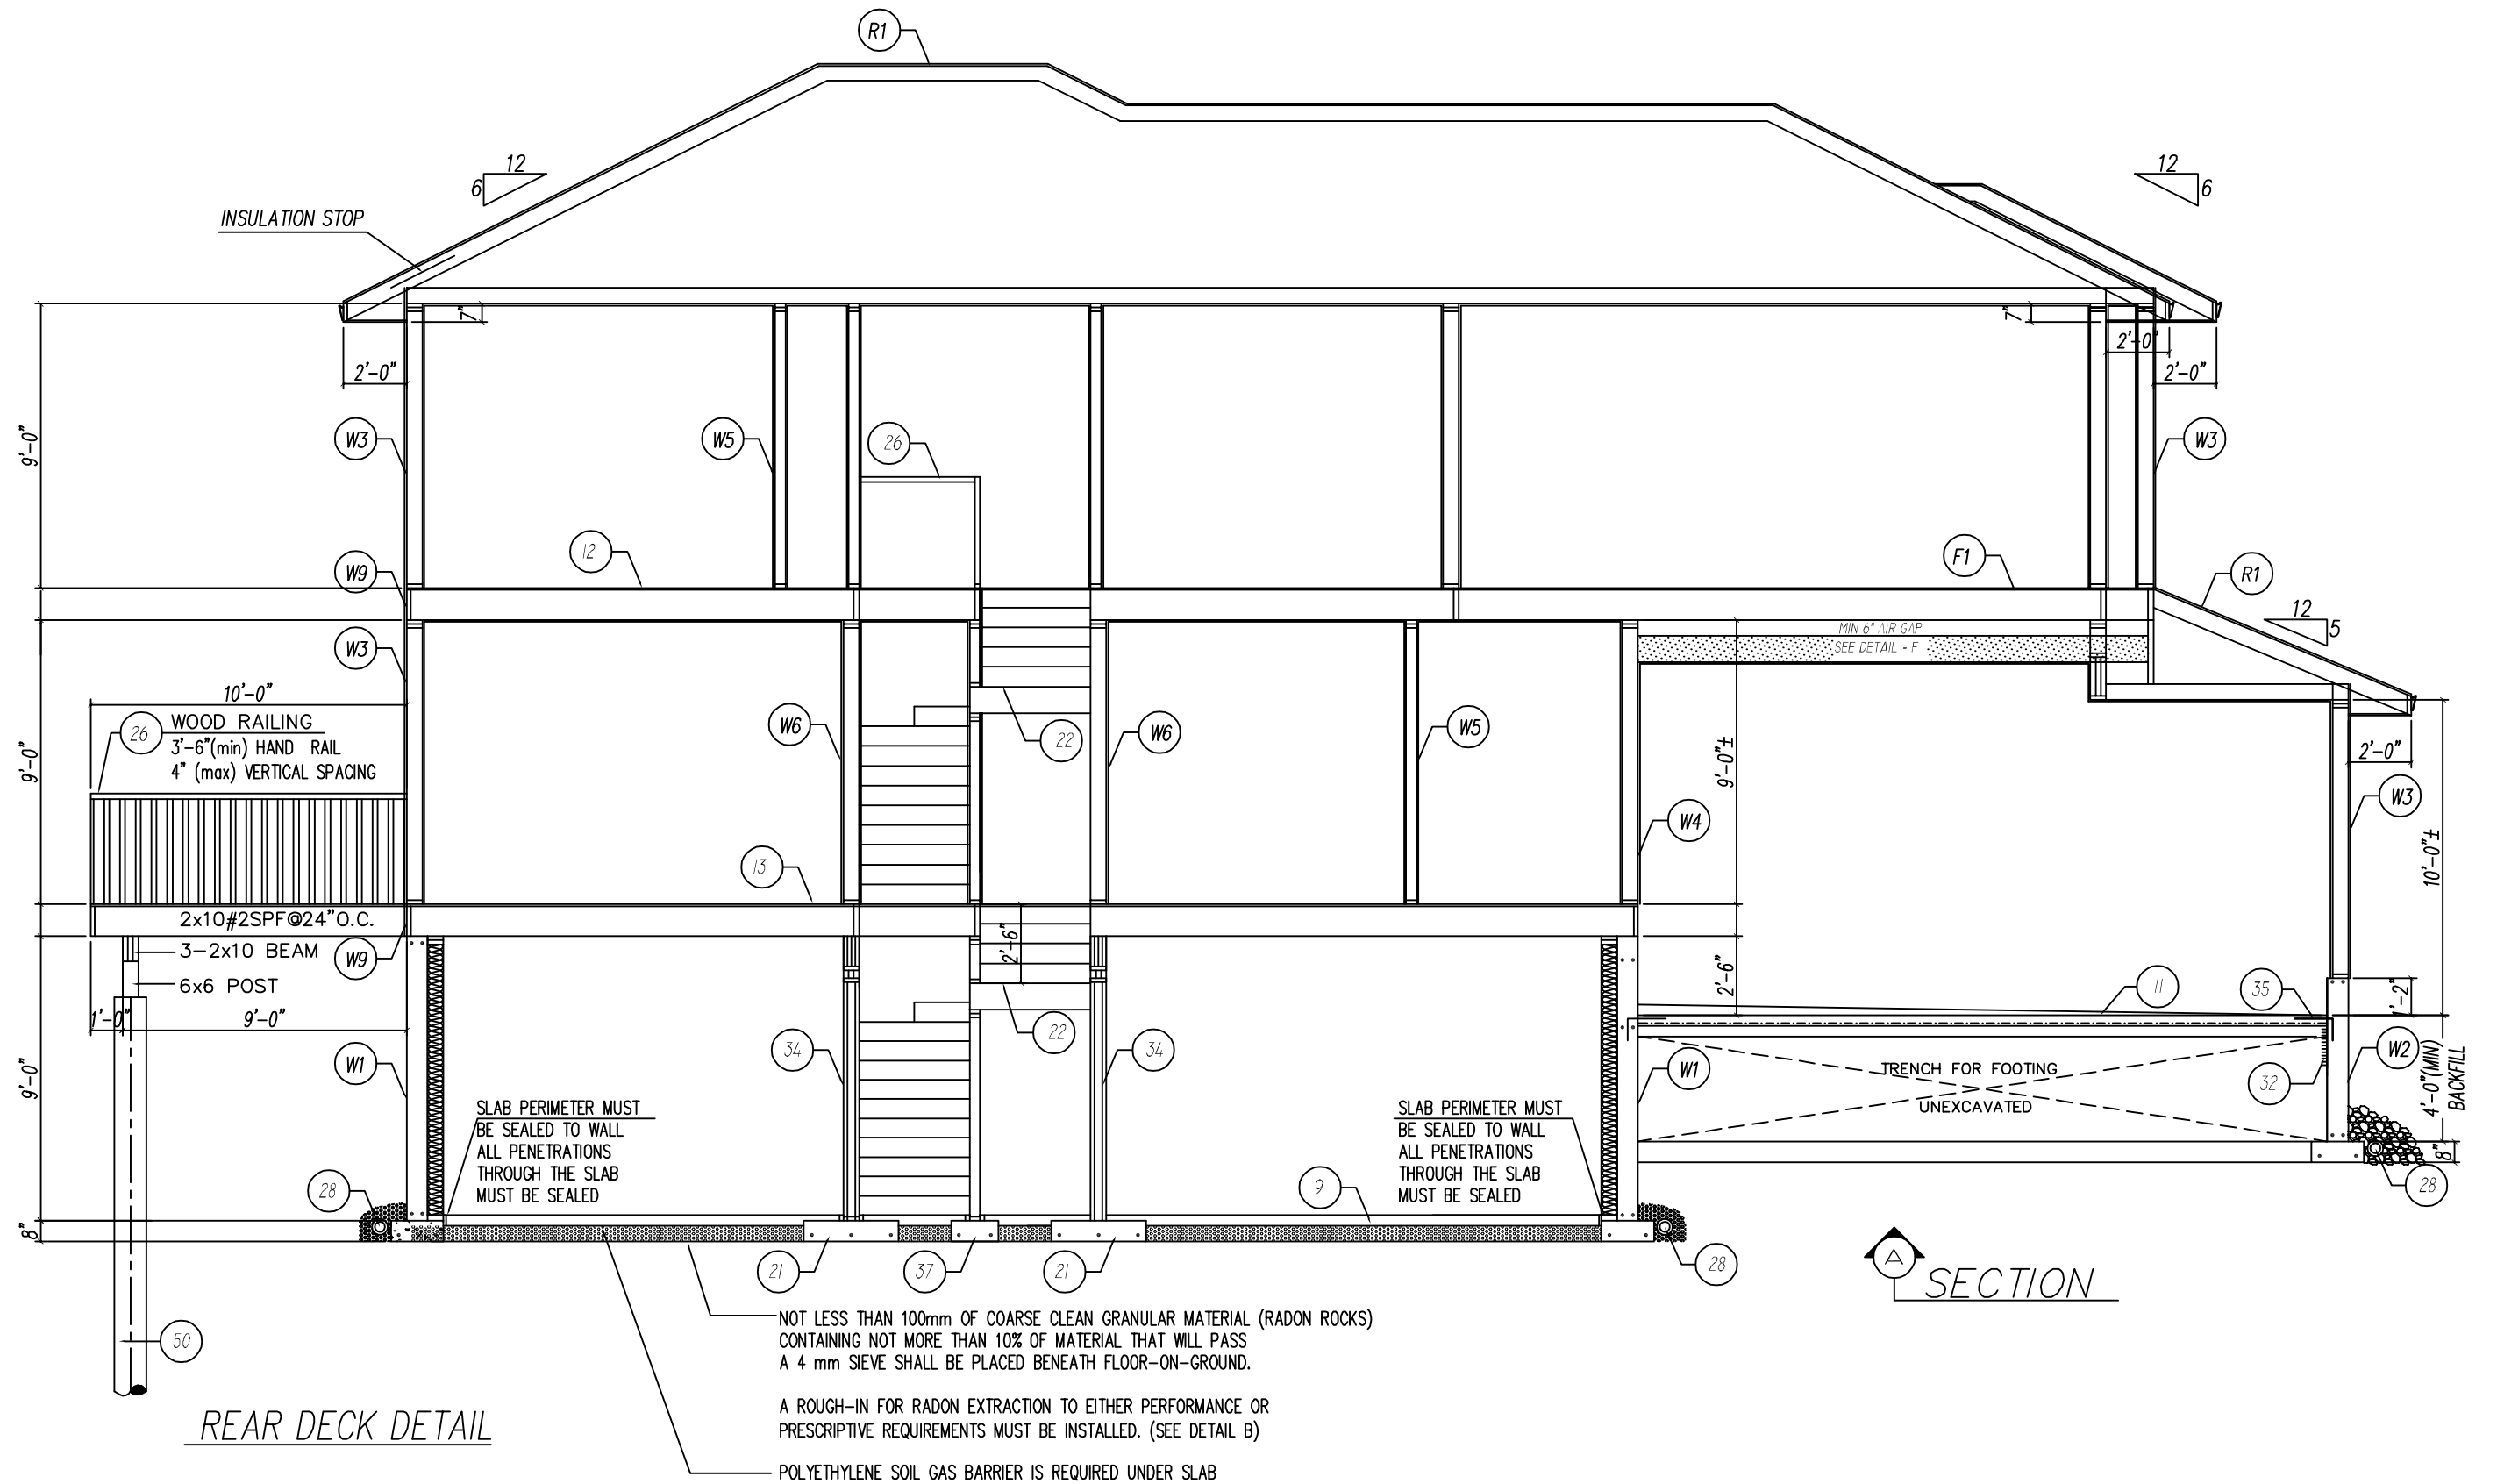 R1
12
6
12
6
INSULATION STOP
7"
7"
2'-0"
2'-0"
2'-0"
9'-0"
W3
W5
26
W3
12
F1
W9
R1
12
5
MIN 6" AIR GAP
SEE DETAIL - F
W3
10'-0"
26
WOOD RAILING
3'-6"(min) HAND RAIL
4" (max) VERTICAL SPACING
9'-0"
W6
22
W6
W5
9'-0"±
2'-0"
W3
W4
10'-0"±
13
2x10#2SPF@24"O.C.
3-2x10 BEAM
W9
6x6 POST
2'-6"
2'-6"
11
35
1'-2"
1'-0"
9'-0"
22
9'-0"
W1
34
34
W1
TRENCH FOR FOOTING
UNEXCAVATED
32
W2
4'-0"(MIN)
BACKFILL
SLAB PERIMETER MUST
BE SEALED TO WALL
ALL PENETRATIONS
THROUGH THE SLAB
MUST BE SEALED
SLAB PERIMETER MUST
BE SEALED TO WALL
ALL PENETRATIONS
THROUGH THE SLAB
MUST BE SEALED
8"
28
9
28
8"
21
37
21
28
A
SECTION
NOT LESS THAN 100mm OF COARSE CLEAN GRANULAR MATERIAL (RADON ROCKS)
CONTAINING NOT MORE THAN 10% OF MATERIAL THAT WILL PASS
A 4 mm SIEVE SHALL BE PLACED BENEATH FLOOR-ON-GROUND.
50
A ROUGH-IN FOR RADON EXTRACTION TO EITHER PERFORMANCE OR
PRESCRIPTIVE REQUIREMENTS MUST BE INSTALLED. (SEE DETAIL B)
REAR DECK DETAIL
POLYETHYLENE SOIL GAS BARRIER IS REQUIRED UNDER SLAB